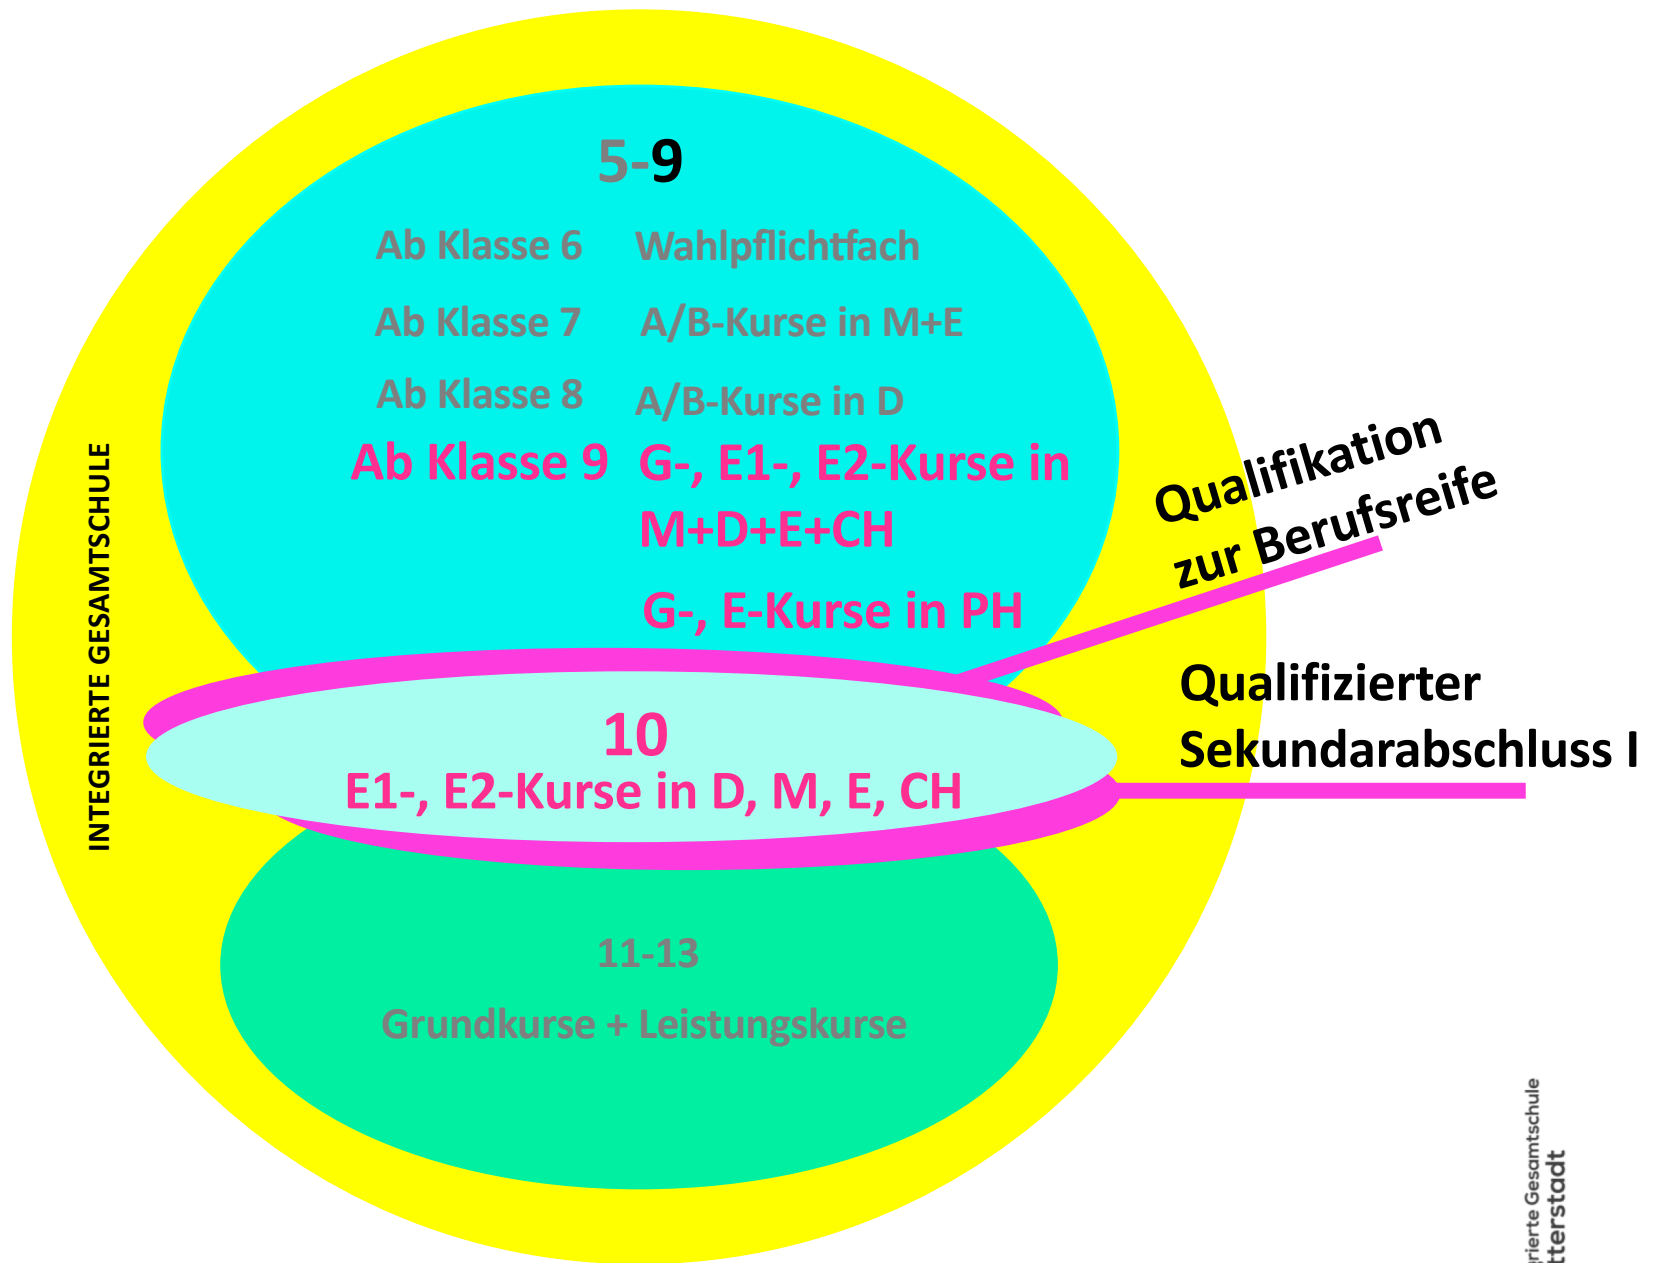 5-9
Ab Klasse 6 Wahlpflichtfach
Ab Klasse 7 A/B-Kurse in M+E
Ab Klasse 8 A/B-Kurse in D
Ab Klasse 9 G-, E1-, E2-Kurse in
M+D+E+CH
G-, E-Kurse in PH
10
E1-, E2-Kurse in D, M, E, CH
11-13
Grundkurse + Leistungskurse
INTEGRIERTE GESAMTSCHULE
Qualifikation
zur Berufsreife
Qualifizierter
Sekundarabschluss I
Gesamtschule